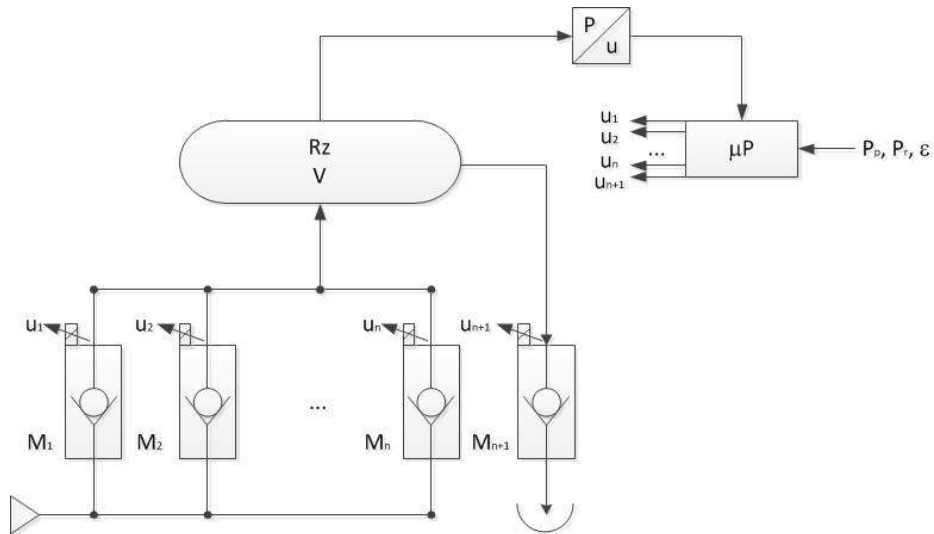 P
u
u₁
u₂
...
uₙ
uₙ₊₁
μP
Pₚ, Pᵣ, ε
Rz
V
u₁
u₂
uₙ
uₙ₊₁
...
M₁
M₂
Mₙ
Mₙ₊₁